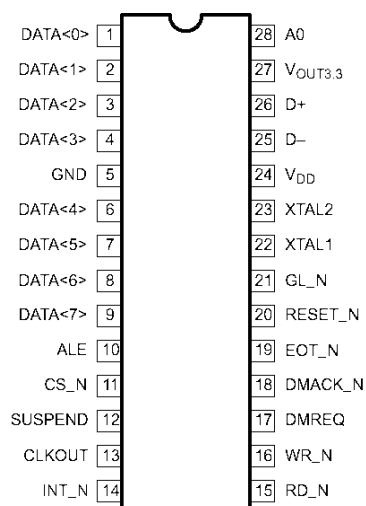 DATA<0> 1 28 A0
DATA<1> 2 27 VOUT3.3
DATA<2> 3 26 D+
DATA<3> 4 25 D–
GND 5 24 VDD
DATA<4> 6 23 XTAL2
DATA<5> 7 22 XTAL1
DATA<6> 8 21 GL_N
DATA<7> 9 20 RESET_N
ALE 10 19 EOT_N
CS_N 11 18 DMACK_N
SUSPEND 12 17 DMREQ
CLKOUT 13 16 WR_N
INT_N 14 15 RD_N